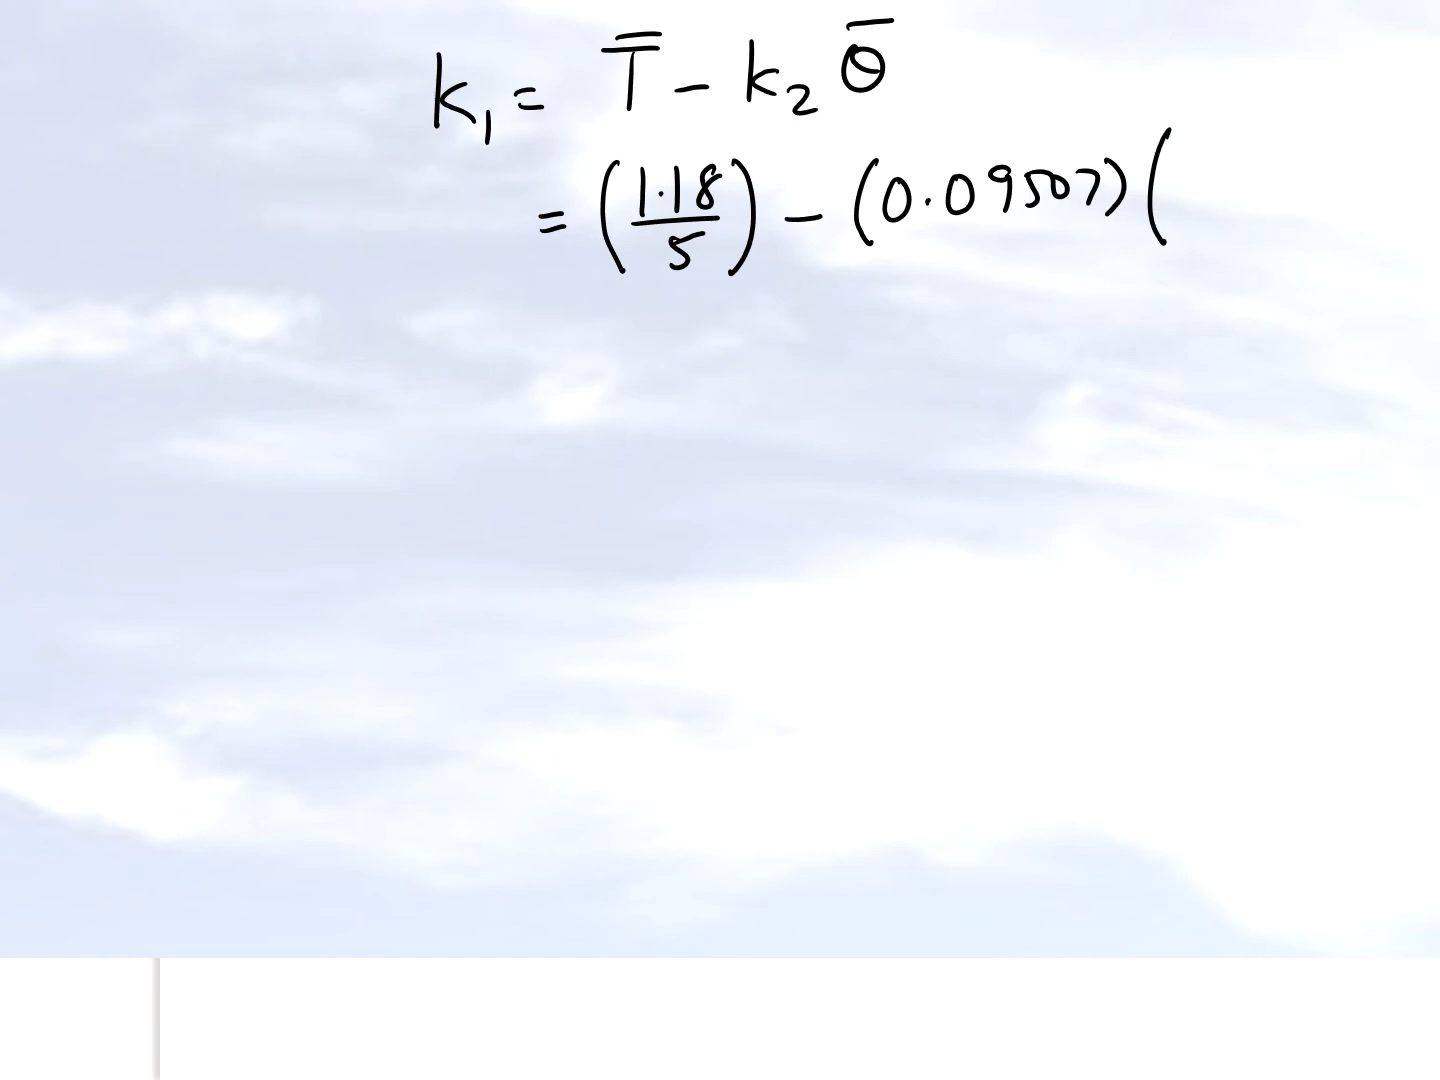 k₁ = T̿ - k₂ θ̄
= (1.18/5) - (0.09507)(